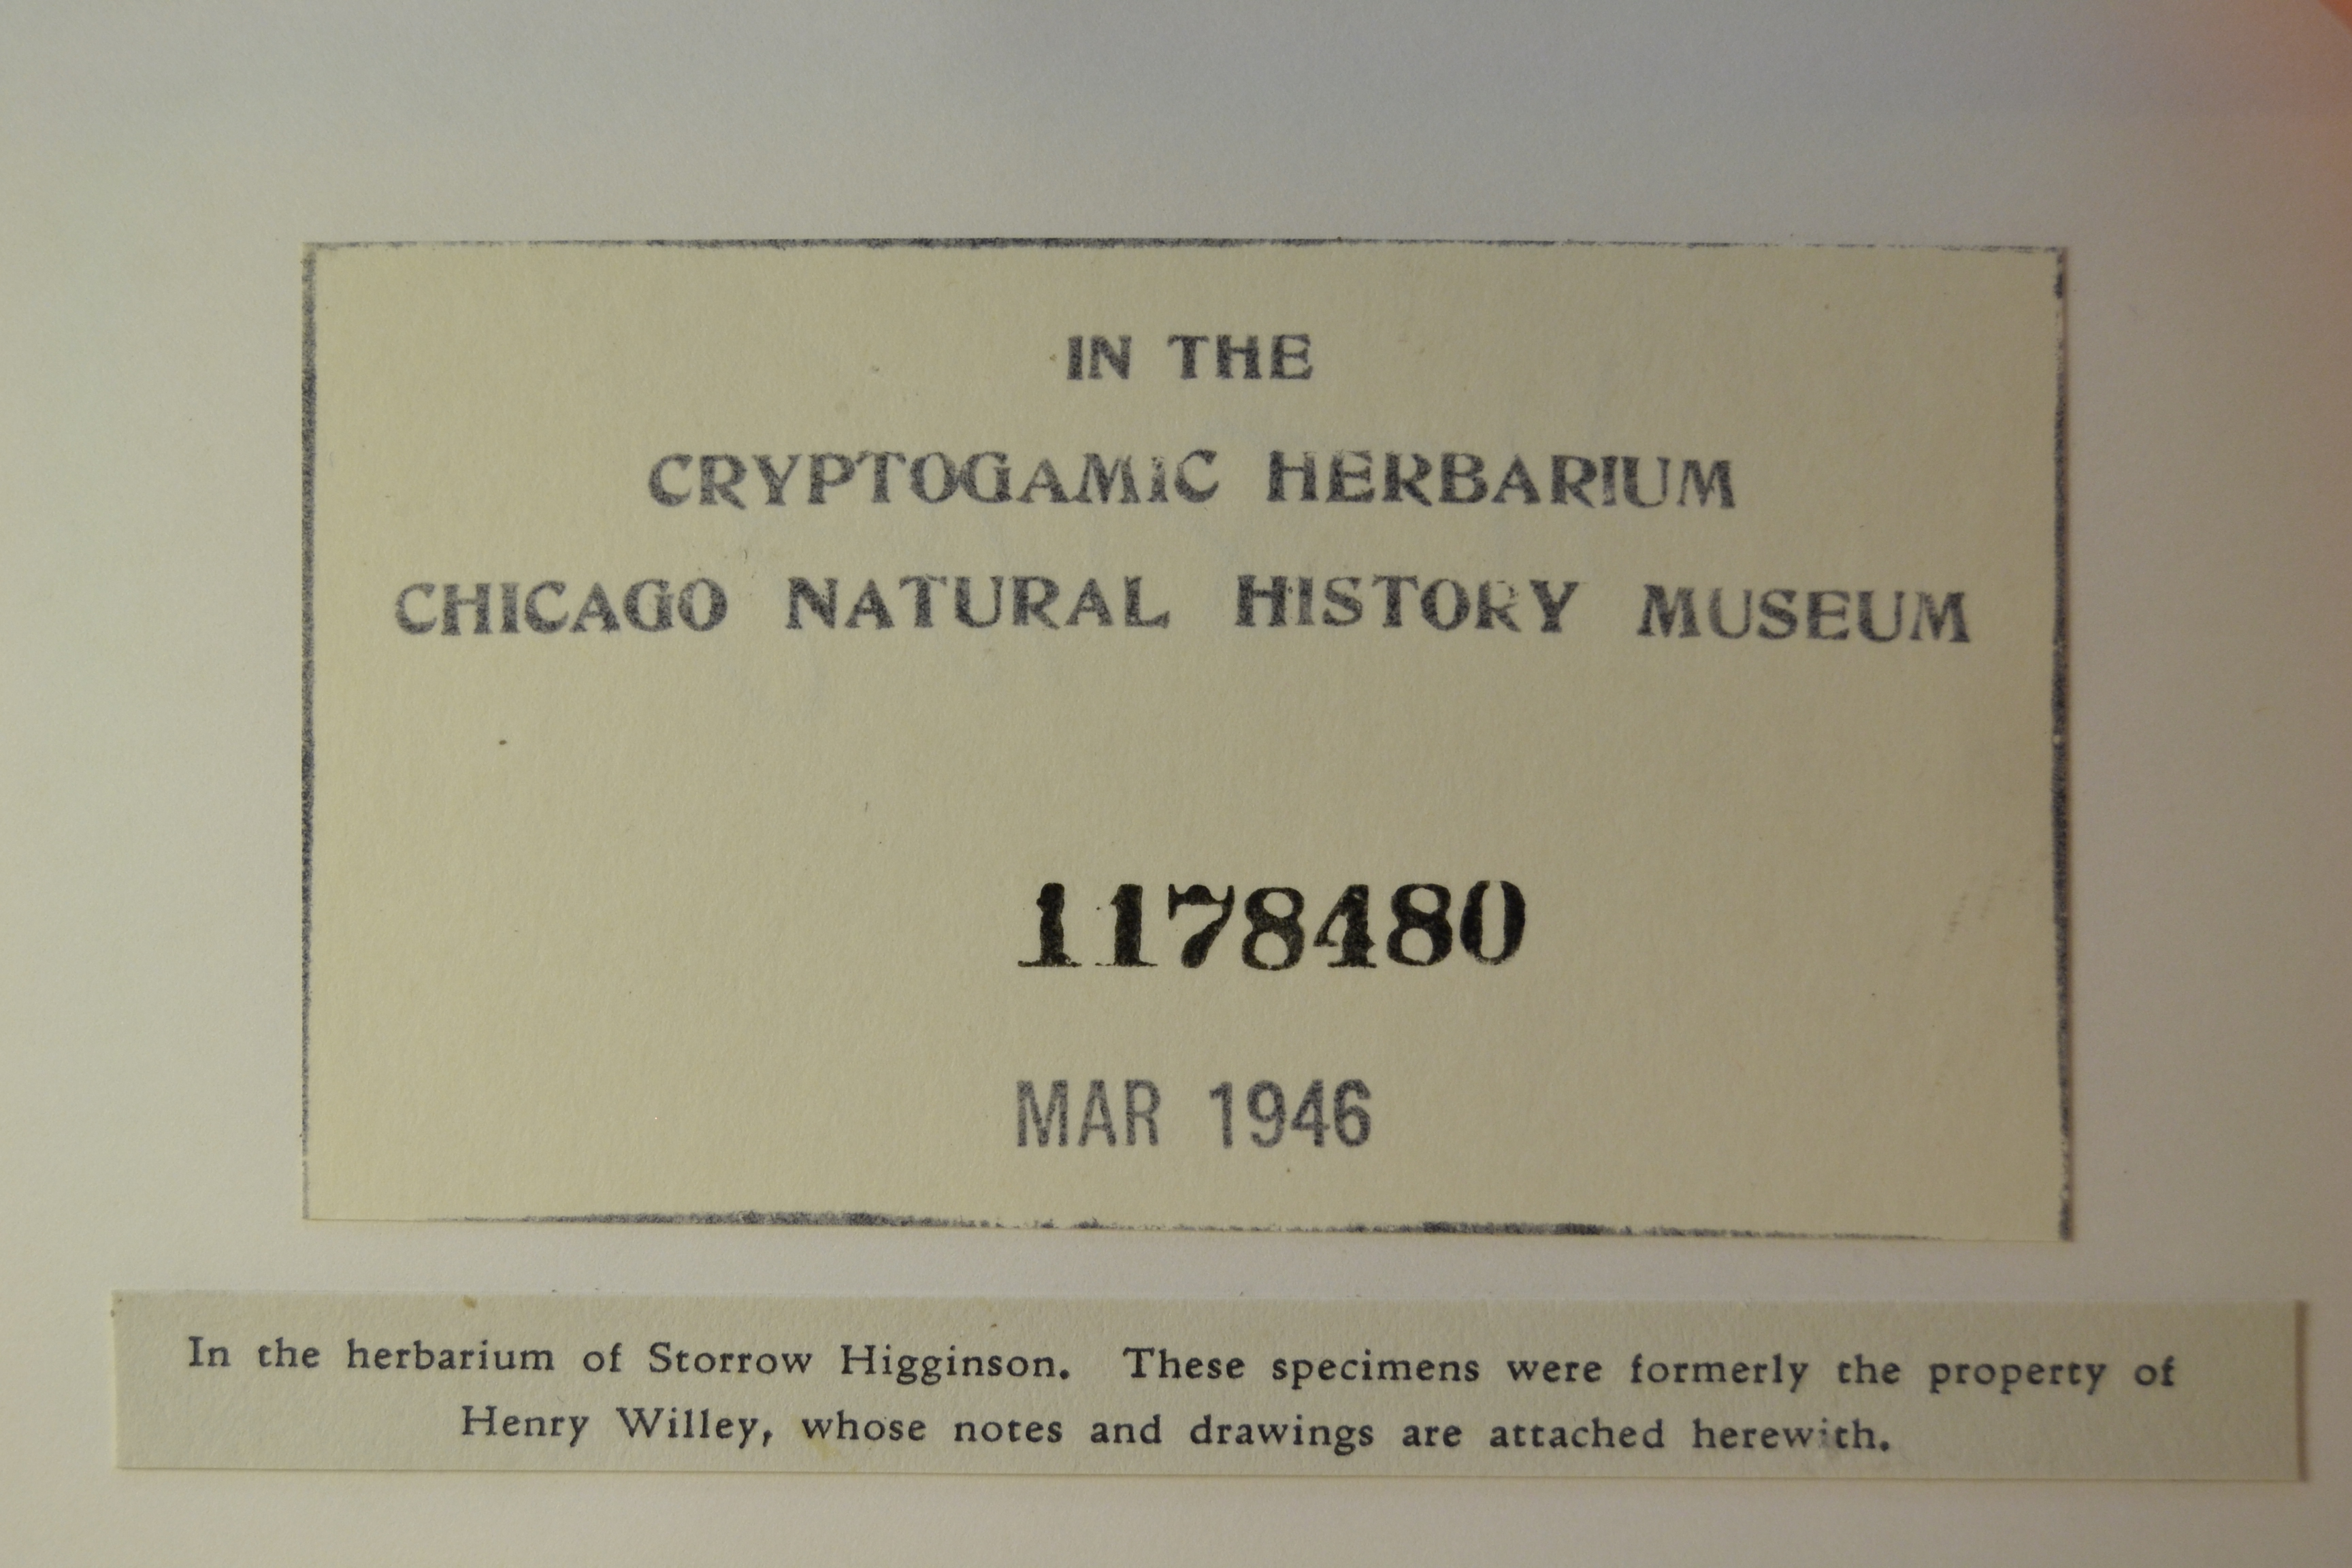 IN THE
CRYPTOGAMIC HERBARIUM
CHICAGO NATURAL HISTORY MUSEUM
1178480
MAR 1946
In the herbarium of Storrow Higginson. These specimens were formerly the property of
Henry Willey, whose notes and drawings are attached herewith.